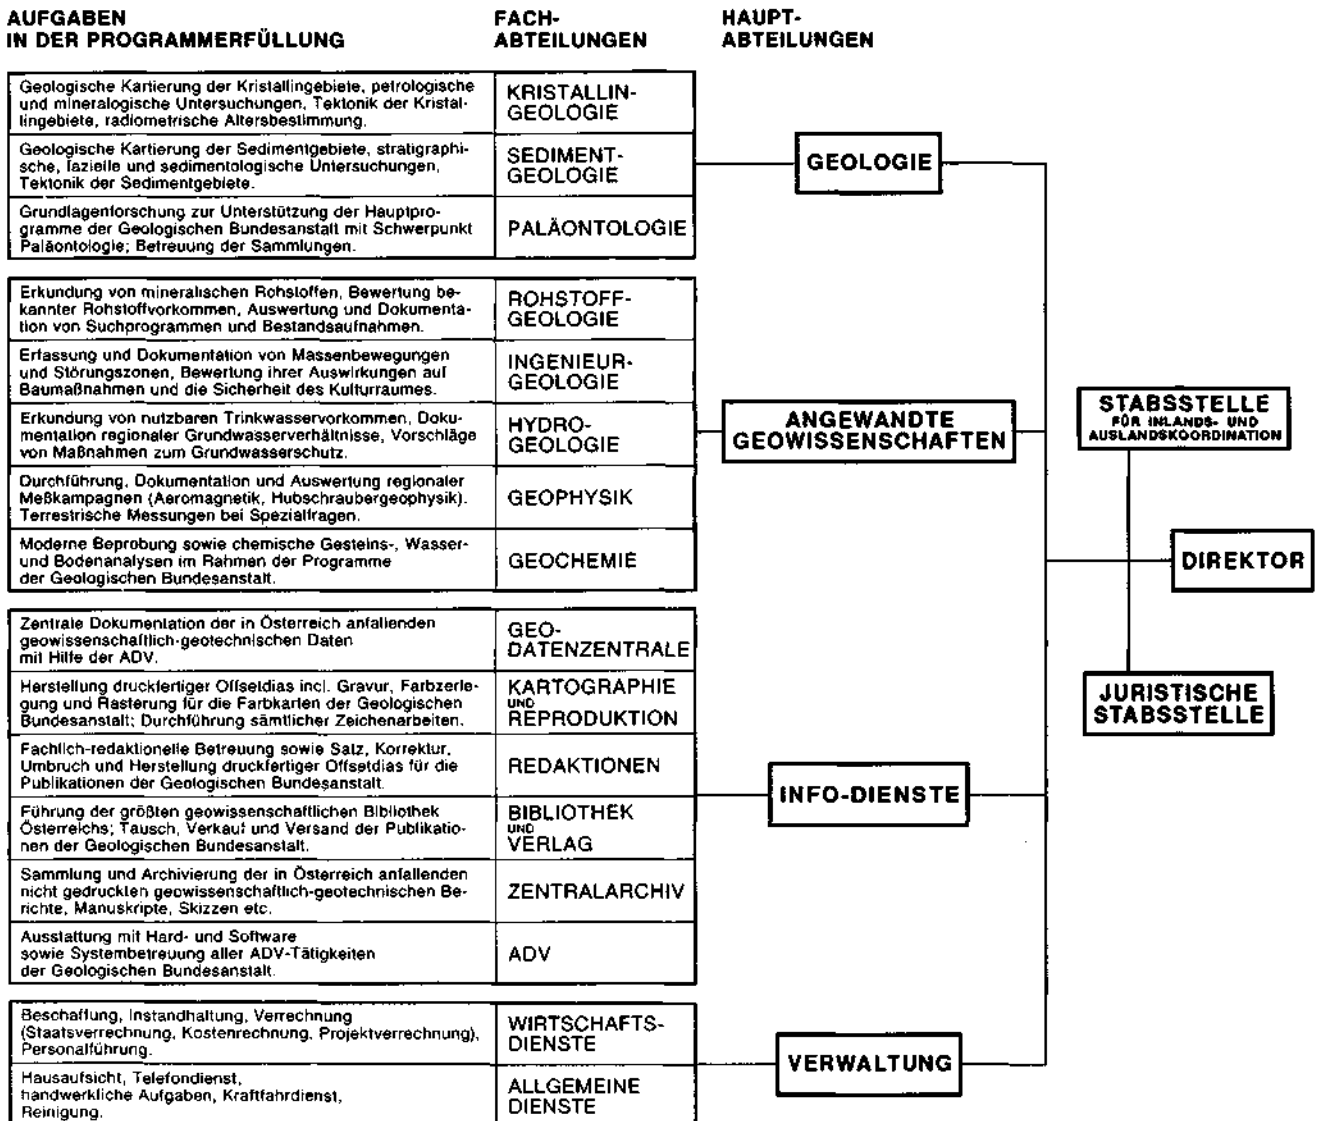 AUFGABEN
IN DER PROGRAMMERFÜLLUNG
FACH-
ABTEILUNGEN
HAUPT-
ABTEILUNGEN
Geologische Kartierung der Kristallingebiete, petrologische
und mineralogische Untersuchungen, Tektonik der Kristal-
lingebiete, radiometrische Altersbestimmung.
KRISTALLIN-
GEOLOGIE
Geologische Kartierung der Sedimentgebiete, stratigraphi-
sche, fazielle und sedimentologische Untersuchungen,
Tektonik der Sedimentgebiete.
SEDIMENT-
GEOLOGIE
Grundlagenforschung zur Unterstützung der Hauptpro-
gramme der Geologischen Bundesanstalt mit Schwerpunkt
Paläontologie; Betreuung der Sammlungen.
PALÄONTOLOGIE
GEOLOGIE
Erkundung von mineralischen Rohstoffen, Bewertung be-
kannter Rohstoffvorkommen, Auswertung und Dokumenta-
tion von Suchprogrammen und Bestandsaufnahmen.
ROHSTOFF-
GEOLOGIE
Erfassung und Dokumentation von Massenbewegungen
und Störungszonen, Bewertung ihrer Auswirkungen auf
Baumaßnahmen und die Sicherheit des Kulturraumes.
INGENIEUR-
GEOLOGIE
Erkundung von nutzbaren Trinkwasservorkommen, Doku-
mentation regionaler Grundwasserverhältnisse, Vorschläge
von Maßnahmen zum Grundwasserschutz.
HYDRO-
GEOLOGIE
Durchführung, Dokumentation und Auswertung regionaler
Meßkampagnen (Aeromagnetik, Hubschraubergeophysik).
Terrestrische Messungen bei Spezialfragen.
GEOPHYSIK
Moderne Beprobung sowie chemische Gesteins-, Wasser-
und Bodenanalysen im Rahmen der Programme
der Geologischen Bundesanstalt.
GEOCHEMIE
ANGEWANDTE
GEOWISSENSCHAFTEN
Zentrale Dokumentation der in Österreich anfallenden
geowissenschaftlich-geotechnischen Daten
mit Hilfe der ADV.
GEO-
DATENZENTRALE
Herstellung druckfertiger Offsetdias incl. Gravur, Farbzerle-
gung und Rasterung für die Farbkarten der Geologischen
Bundesanstalt; Durchführung sämtlicher Zeichenarbeiten.
KARTOGRAPHIE
UND
REPRODUKTION
Fachlich-redaktionelle Betreuung sowie Satz, Korrektur,
Umbruch und Herstellung druckfertiger Offsetdias für die
Publikationen der Geologischen Bundesanstalt.
REDAKTIONEN
Führung der größten geowissenschaftlichen Bibliothek
Österreichs; Tausch, Verkauf und Versand der Publikatio-
nen der Geologischen Bundesanstalt.
BIBLIOTHEK
UND
VERLAG
Sammlung und Archivierung der in Österreich anfallenden
nicht gedruckten geowissenschaftlich-geotechnischen Be-
richte, Manuskripte, Skizzen etc.
ZENTRALARCHIV
Ausstattung mit Hard- und Software
sowie Systembetreuung aller ADV-Tätigkeiten
der Geologischen Bundesanstalt.
ADV
INFO-DIENSTE
Beschaffung, Instandhaltung, Verrechnung
(Staatsverrechnung, Kostenrechnung, Projektverrechnung),
Personalführung.
WIRTSCHAFTS-
DIENSTE
Hausaufsicht, Telefondienst,
handwerkliche Aufgaben, Kraftfahrdienst,
Reinigung.
ALLGEMEINE
DIENSTE
VERWALTUNG
STABSSTELLE
FÜR INLANDS- UND
AUSLANDSKOORDINATION
DIREKTOR
JURISTISCHE
STABSSTELLE